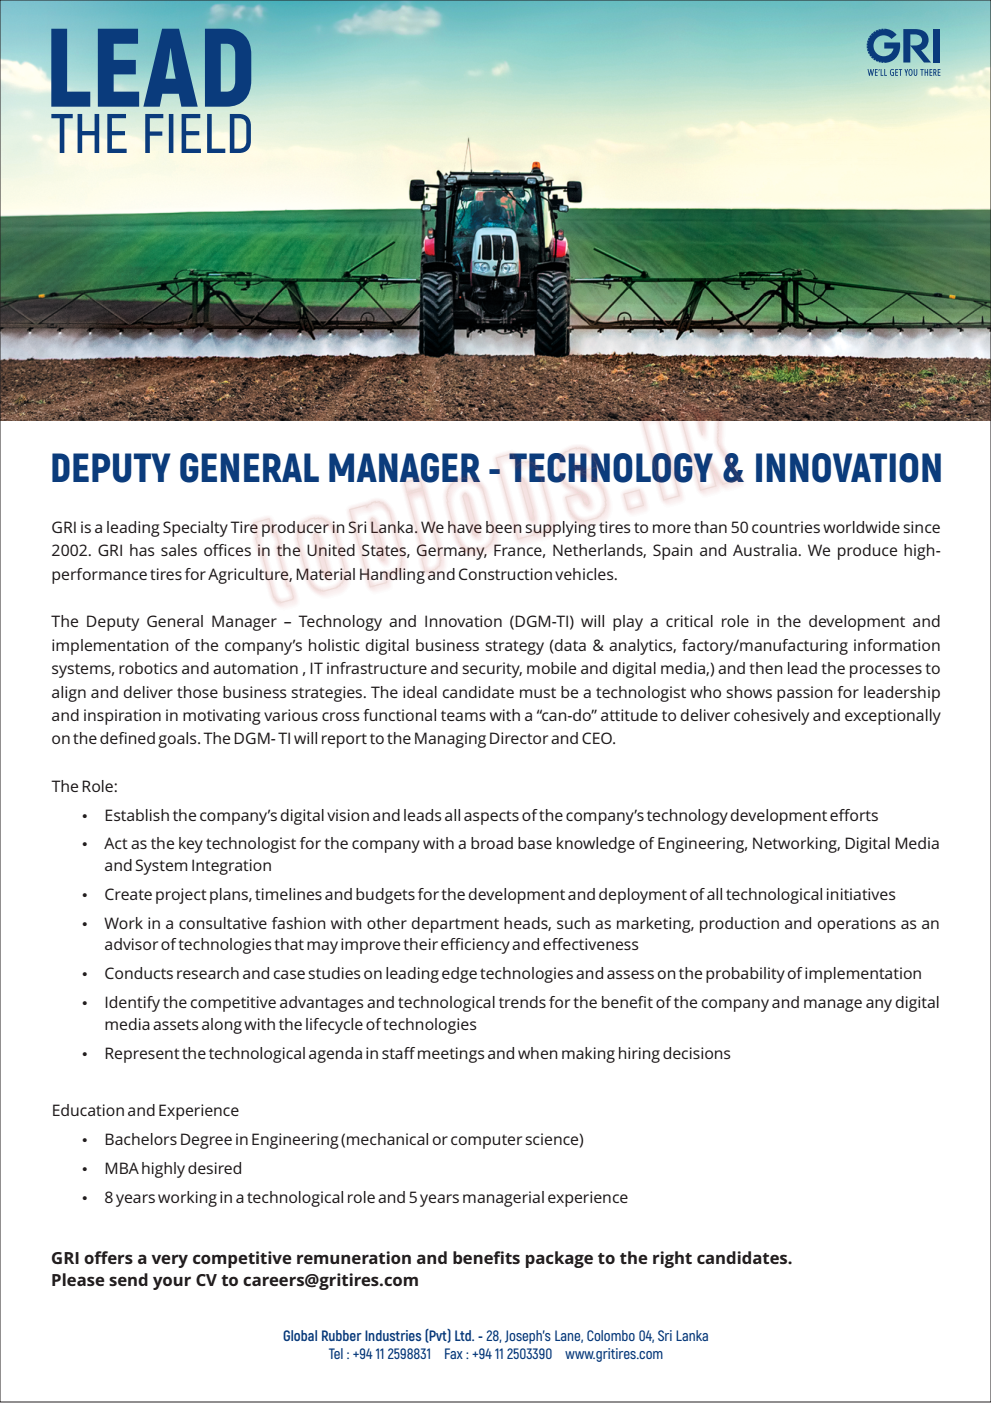 LEAD
THE FIELD
GRI
WE'LL GET YOU THERE
DEPUTY GENERAL MANAGER - TECHNOLOGY & INNOVATION
topjobs.lk
GRI is a leading Specialty Tire producer in Sri Lanka. We have been supplying tires to more than 50 countries worldwide since
2002. GRI has sales offices in the United States, Germany, France, Netherlands, Spain and Australia. We produce high-
performance tires for Agriculture, Material Handling and Construction vehicles.
The Deputy General Manager – Technology and Innovation (DGM-TI) will play a critical role in the development and
implementation of the company's holistic digital business strategy (data & analytics, factory/manufacturing information
systems, robotics and automation , IT infrastructure and security, mobile and digital media,) and then lead the processes to
align and deliver those business strategies. The ideal candidate must be a technologist who shows passion for leadership
and inspiration in motivating various cross functional teams with a “can-do” attitude to deliver cohesively and exceptionally
on the defined goals. The DGM- TI will report to the Managing Director and CEO.
The Role:
• Establish the company's digital vision and leads all aspects of the company's technology development efforts
• Act as the key technologist for the company with a broad base knowledge of Engineering, Networking, Digital Media
and System Integration
• Create project plans, timelines and budgets for the development and deployment of all technological initiatives
• Work in a consultative fashion with other department heads, such as marketing, production and operations as an
advisor of technologies that may improve their efficiency and effectiveness
• Conducts research and case studies on leading edge technologies and assess on the probability of implementation
• Identify the competitive advantages and technological trends for the benefit of the company and manage any digital
media assets along with the lifecycle of technologies
• Represent the technological agenda in staff meetings and when making hiring decisions
Education and Experience
• Bachelors Degree in Engineering (mechanical or computer science)
• MBA highly desired
• 8 years working in a technological role and 5 years managerial experience
GRI offers a very competitive remuneration and benefits package to the right candidates.
Please send your CV to careers@gritires.com
Global Rubber Industries (Pvt) Ltd. - 28, Joseph's Lane, Colombo 04, Sri Lanka
Tel : +94 11 2598831 Fax : +94 11 2503390 www.gritires.com